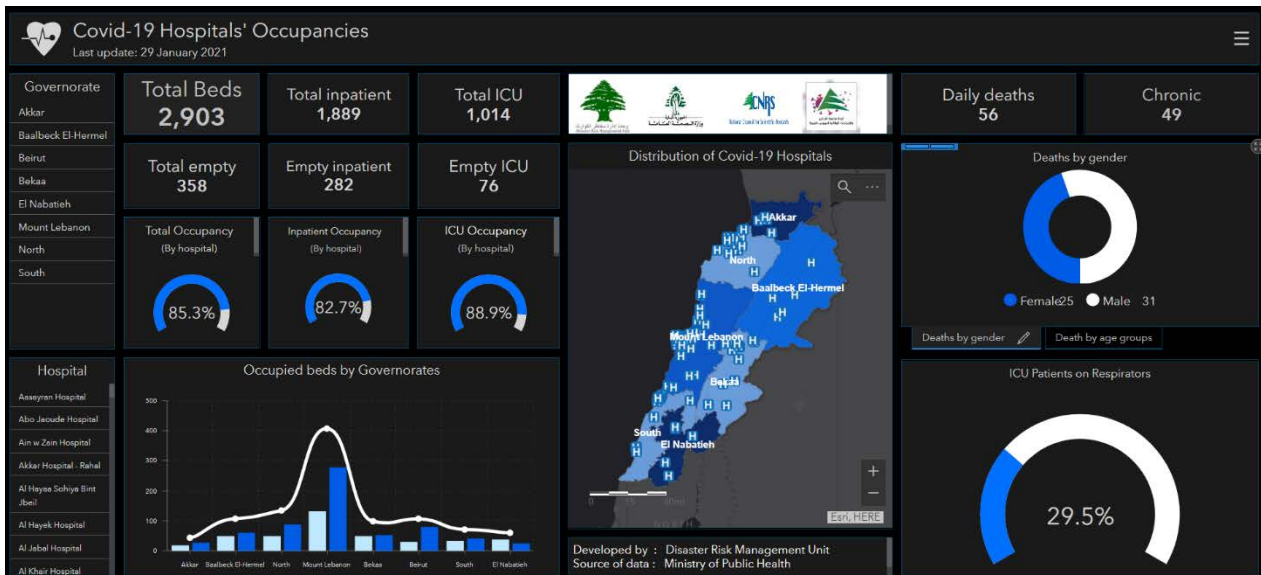 Covid-19 Hospitals' Occupancies
Last update: 29 January 2021
Governorate
Akkar
Baalbeck El-Hermel
Beirut
Bekaa
El Nabatieh
Mount Lebanon
North
South
Total Beds
2,903
Total inpatient
1,889
Total ICU
1,014
Total empty
358
Empty inpatient
282
Empty ICU
76
Total Occupancy
(By hospital)
85.3%
Inpatient Occupancy
(By hospital)
82.7%
ICU Occupancy
(By hospital)
88.9%
CNRS
Daily deaths
56
Chronic
49
Distribution of Covid-19 Hospitals
Akkar
North
Baalbeck El-Hermel
Mount Lebanon
Bekaa
South
El Nabatieh
Esri, HERE
Deaths by gender
Female 25 Male 31
Deaths by gender
Death by age groups
Hospital
Aaseyran Hospital
Abo Jaoude Hospital
Ain w Zain Hospital
Akkar Hospital - Rahal
Al Hayaa Sohiya Bint
Jbeil
Al Hayek Hospital
Al Jabal Hospital
Al Khair Hospital
Occupied beds by Governorates
500
400
300
200
100
0
Akkar Baalbeck El-Hermel North Mount Lebanon Bekaa Beirut South El Nabatieh
Developed by : Disaster Risk Management Unit
Source of data : Ministry of Public Health
ICU Patients on Respirators
29.5%